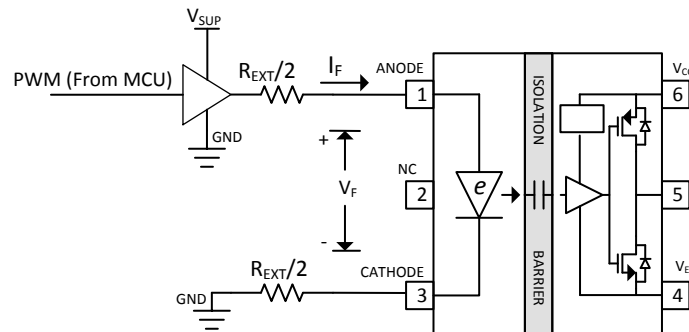 VSUP
PWM (From MCU)
REXT/2
IF
GND
+
VF
-
ANODE
1
NC
2
CATHODE
3
GND
REXT/2
e
ISOLATION
BARRIER
6
5
4